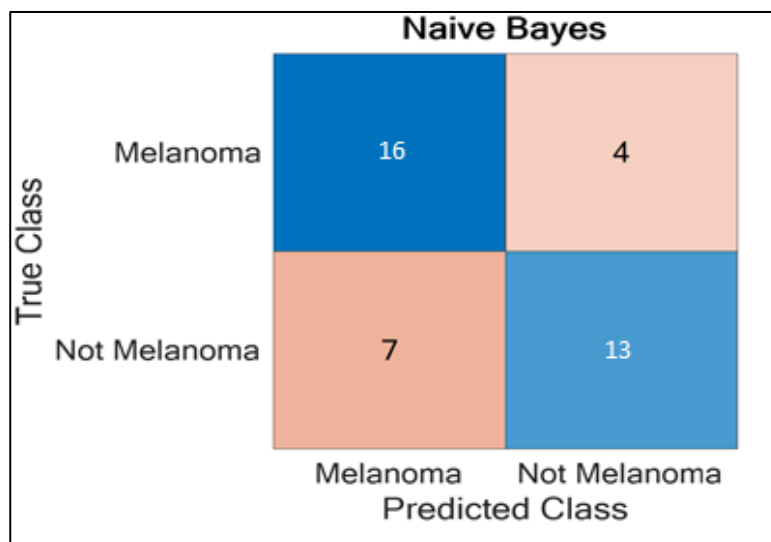 Naive Bayes
True Class
Melanoma
16
4
Not Melanoma
7
13
Melanoma
Not Melanoma
Predicted Class